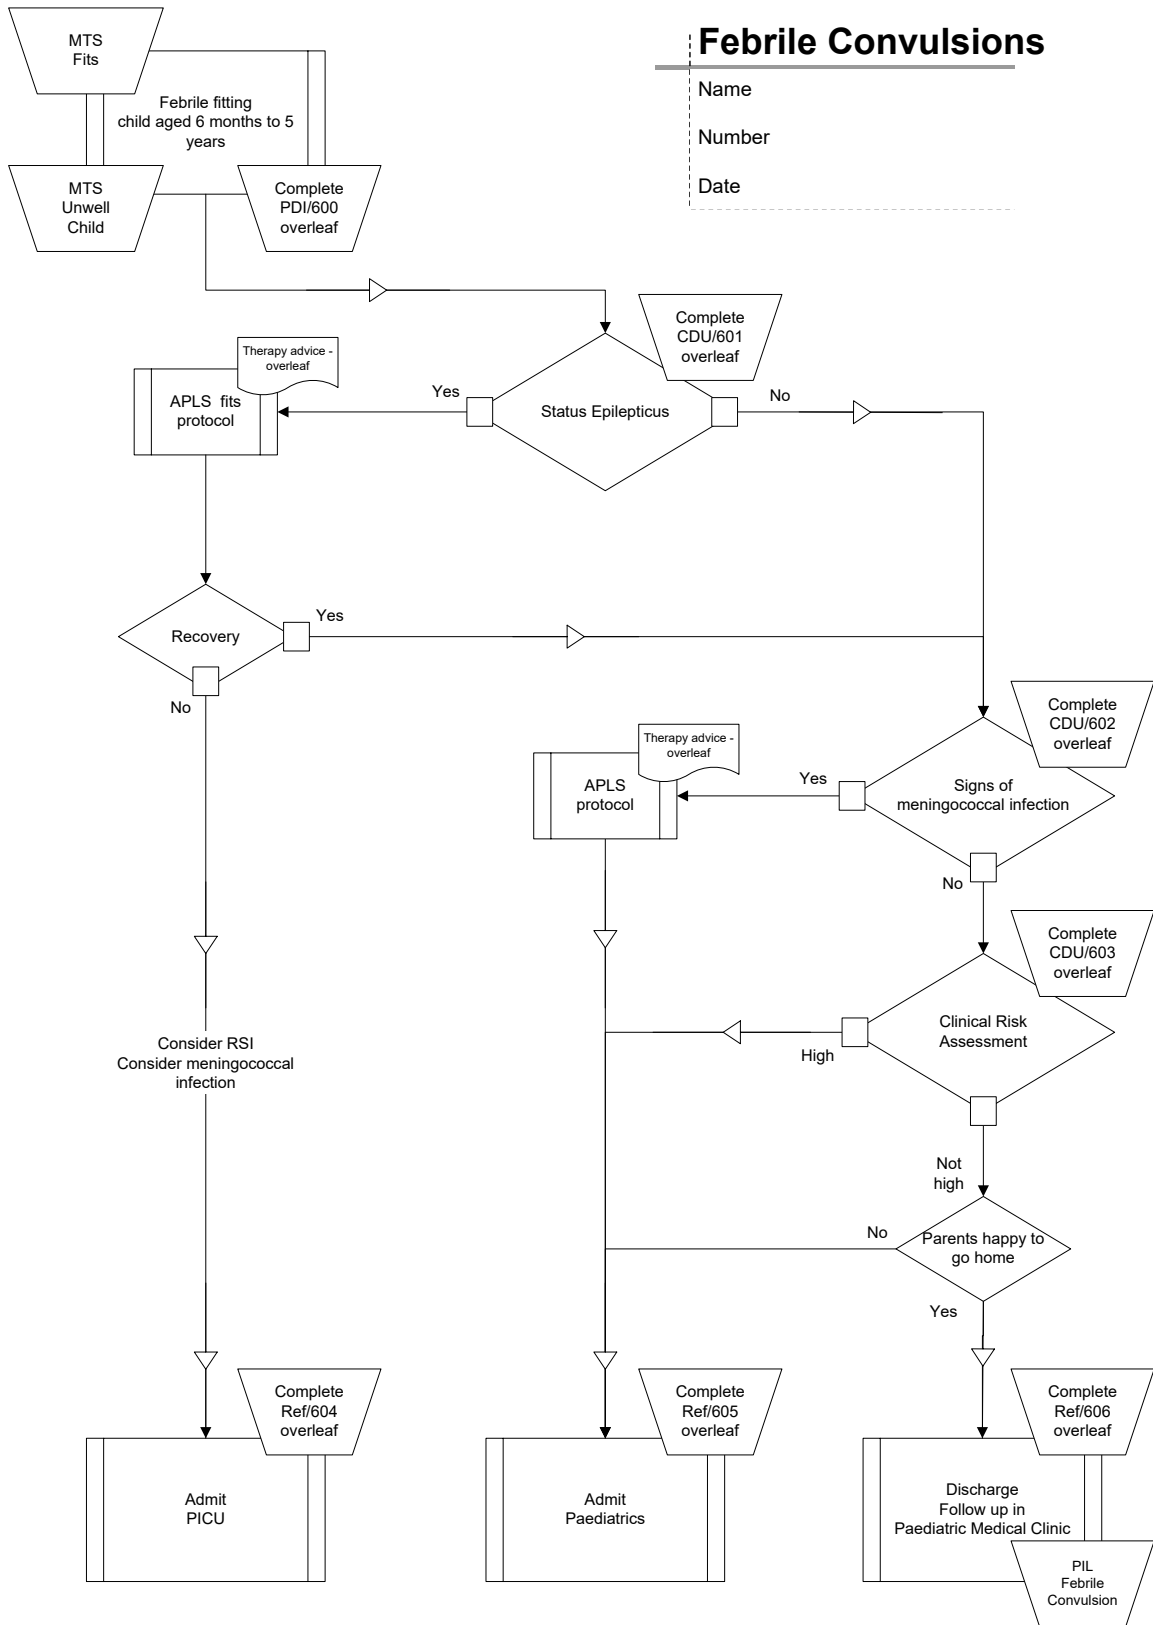 Febrile Convulsions
Name
Number
Date
MTS
Fits
Febrile fitting
child aged 6 months to 5
years
MTS
Unwell
Child
Complete
PDI/600
overleaf
Complete
CDU/601
overleaf
Therapy advice -
overleaf
APLS fits
protocol
Yes
Status Epilepticus
No
Recovery
Yes
No
Complete
CDU/602
overleaf
Therapy advice -
overleaf
APLS
protocol
Yes
Signs of
meningococcal infection
No
Complete
CDU/603
overleaf
Clinical Risk
Assessment
High
Consider RSI
Consider meningococcal
infection
Not
high
No
Parents happy to
go home
Yes
Complete
Ref/604
overleaf
Complete
Ref/605
overleaf
Complete
Ref/606
overleaf
Admit
PICU
Admit
Paediatrics
Discharge
Follow up in
Paediatric Medical Clinic
PIL
Febrile
Convulsion